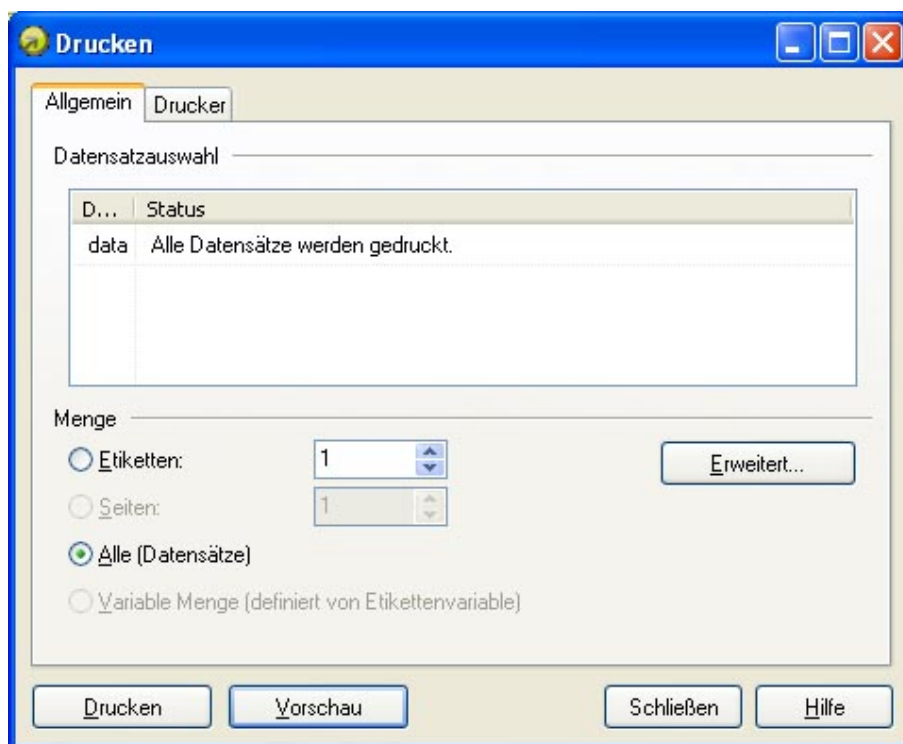 Drucken
Allgemein Drucker
Datensatzauswahl
D... Status
data Alle Datensätze werden gedruckt.
Menge
Etiketten: 1 Erweitert...
Seiten: 1
Alle (Datensätze)
Variable Menge (definiert von Etikettenvariable)
Drucken Vorschau Schließen Hilfe